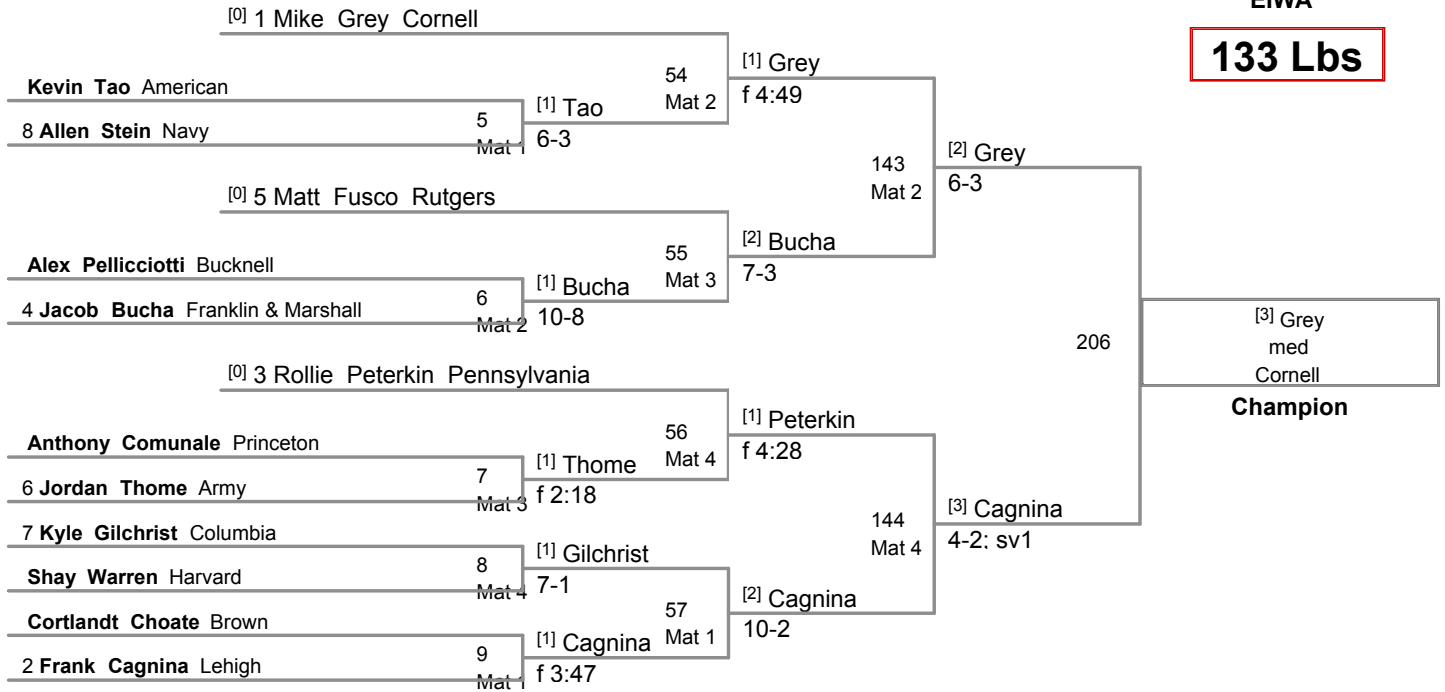 EIWA
133 Lbs
[0] 1 Mike Grey Cornell
Kevin Tao American
8 Allen Stein Navy
5
Mat 1
[1] Tao
6-3
54
Mat 2
[1] Grey
f 4:49
[0] 5 Matt Fusco Rutgers
Alex Pellicciotti Bucknell
4 Jacob Bucha Franklin & Marshall
6
Mat 2
[1] Bucha
10-8
55
Mat 3
[2] Bucha
7-3
143
Mat 2
[2] Grey
6-3
[0] 3 Rollie Peterkin Pennsylvania
Anthony Comunale Princeton
6 Jordan Thome Army
7
Mat 3
[1] Thome
f 2:18
56
Mat 4
[1] Peterkin
f 4:28
7 Kyle Gilchrist Columbia
Shay Warren Harvard
8
Mat 4
[1] Gilchrist
7-1
Cortlandt Choate Brown
2 Frank Cagnina Lehigh
9
Mat 1
[1] Cagnina
f 3:47
57
Mat 1
[2] Cagnina
10-2
144
Mat 4
[3] Cagnina
4-2; sv1
206
[3] Grey
med
Cornell
Champion